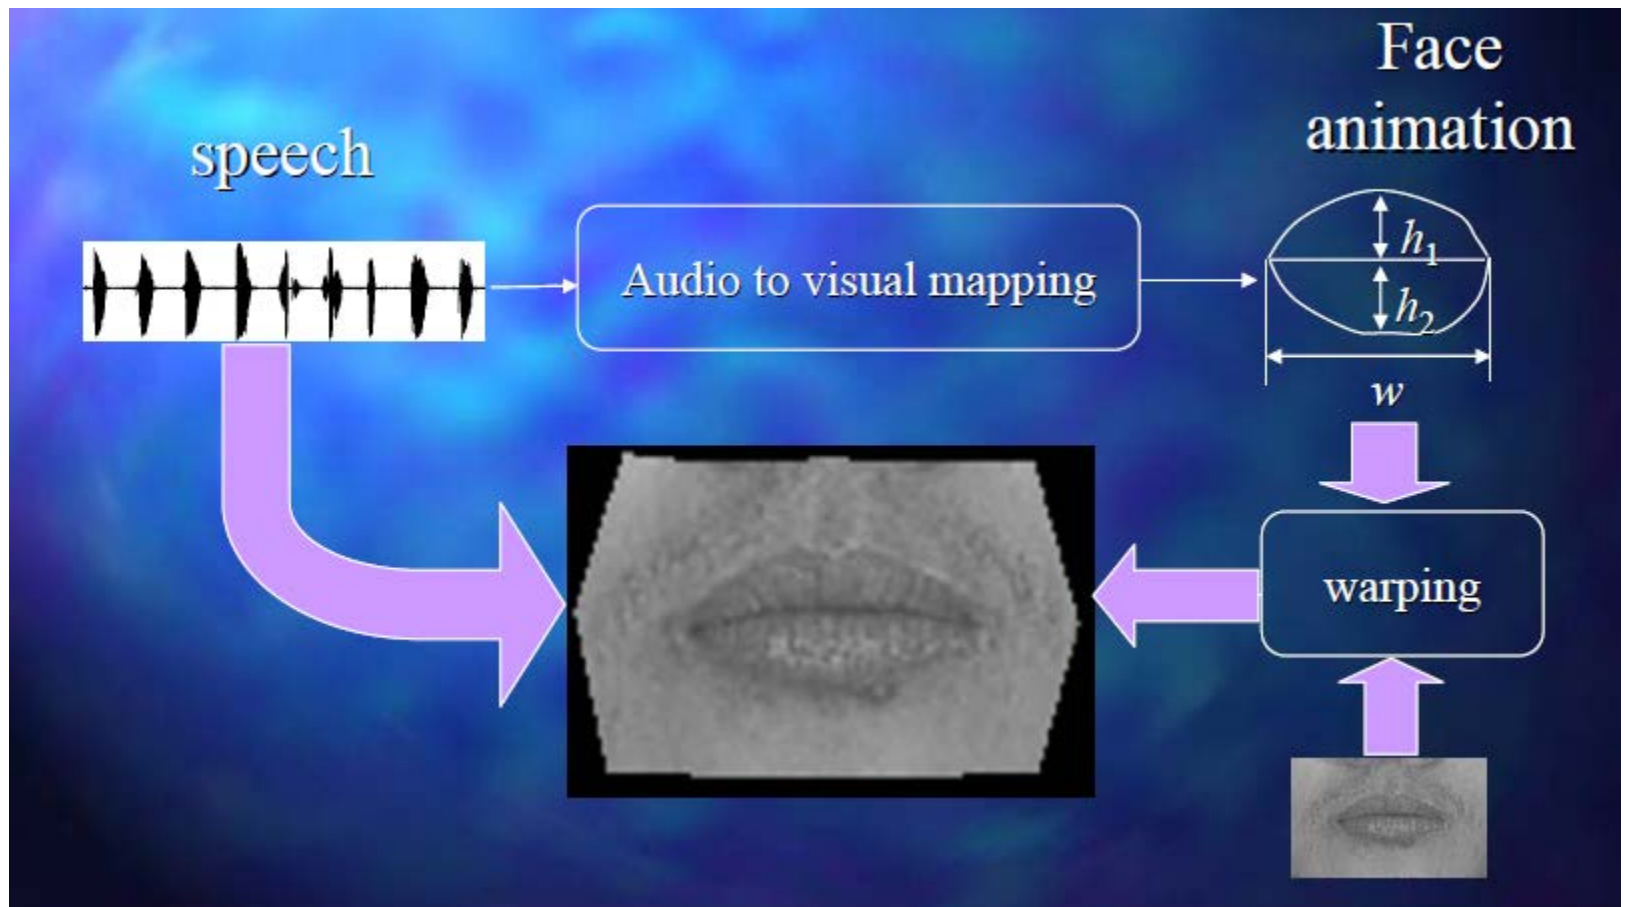 Face
animation
speech
Audio to visual mapping
h₁
h₂
w
warping